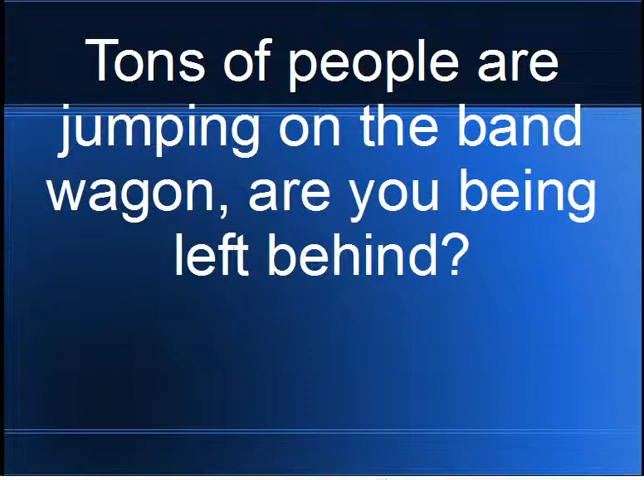 Tons of people are
jumping on the band
wagon, are you being
left behind?